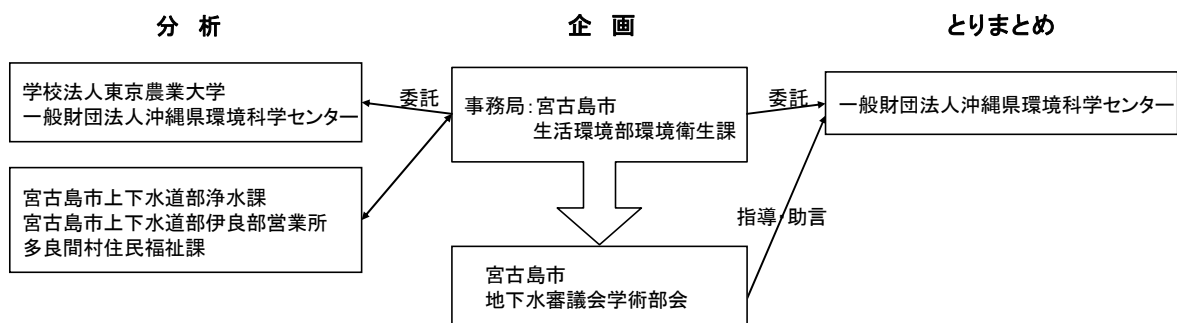 分 析
企 画
とりまとめ
学校法人東京農業大学
一般財団法人沖縄県環境科学センター
委託
事務局：宮古島市
生活環境部環境衛生課
委託
一般財団法人沖縄県環境科学センター
宮古島市上下水道部浄水課
宮古島市上下水道部伊良部営業所
多良間村住民福祉課
指導・助言
宮古島市
地下水審議会学術部会